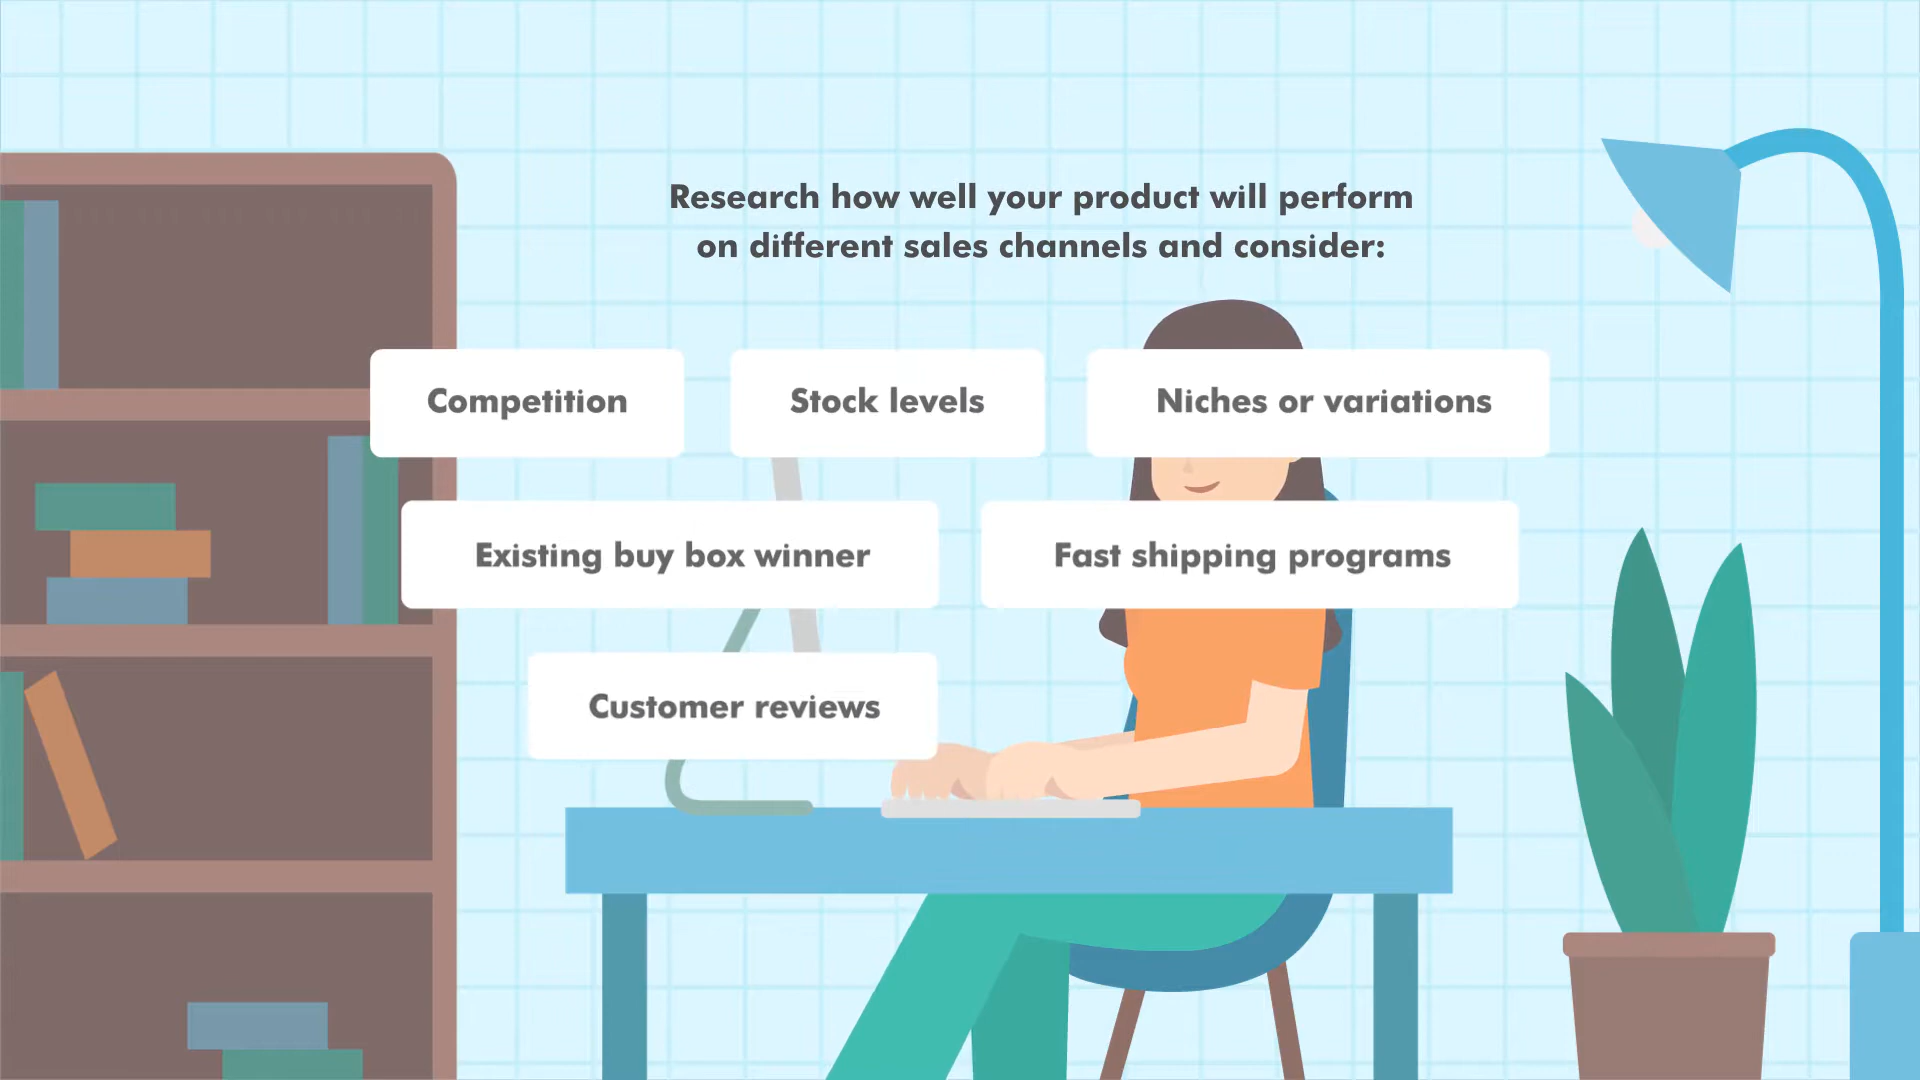 Research how well your product will perform
on different sales channels and consider:
Competition
Stock levels
Niches or variations
Existing buy box winner
Fast shipping programs
Customer reviews